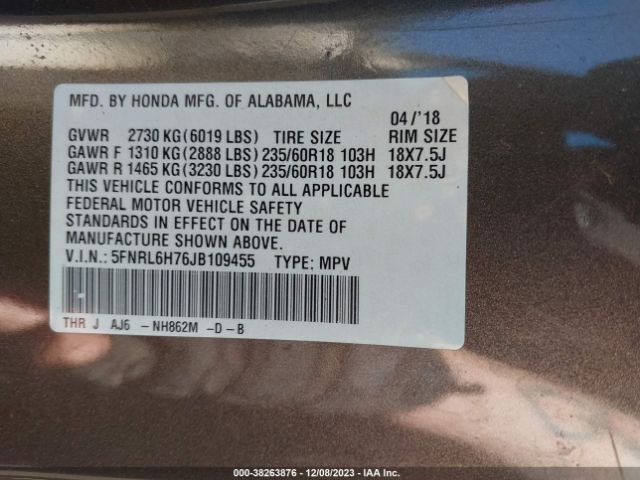 MFD. BY HONDA MFG. OF ALABAMA, LLC
04/'18
GVWR 2730 KG (6019 LBS) TIRE SIZE RIM SIZE
GAWR F 1310 KG (2888 LBS) 235/60R18 103H 18X7.5J
GAWR R 1465 KG (3230 LBS) 235/60R18 103H 18X7.5J
THIS VEHICLE CONFORMS TO ALL APPLICABLE
FEDERAL MOTOR VEHICLE SAFETY
STANDARDS IN EFFECT ON THE DATE OF
MANUFACTURE SHOWN ABOVE.
V.I.N.: 5FNRL6H76JB109455 TYPE: MPV
THR J AJ6 -NH862M -D-B
000-38263876 - 12/08/2023 - IAA Inc.